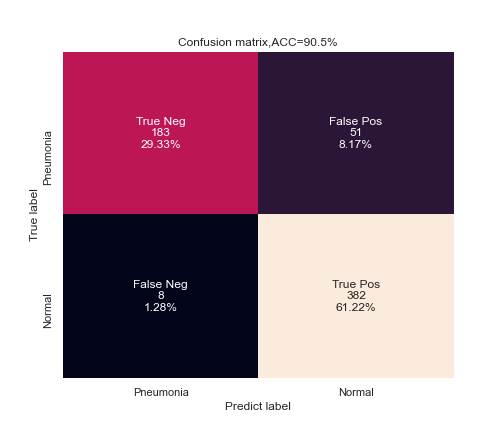 Confusion matrix,ACC=90.5%
True label
Pneumonia
Normal
True Neg
183
29.33%
False Pos
51
8.17%
False Neg
8
1.28%
True Pos
382
61.22%
Pneumonia
Normal
Predict label